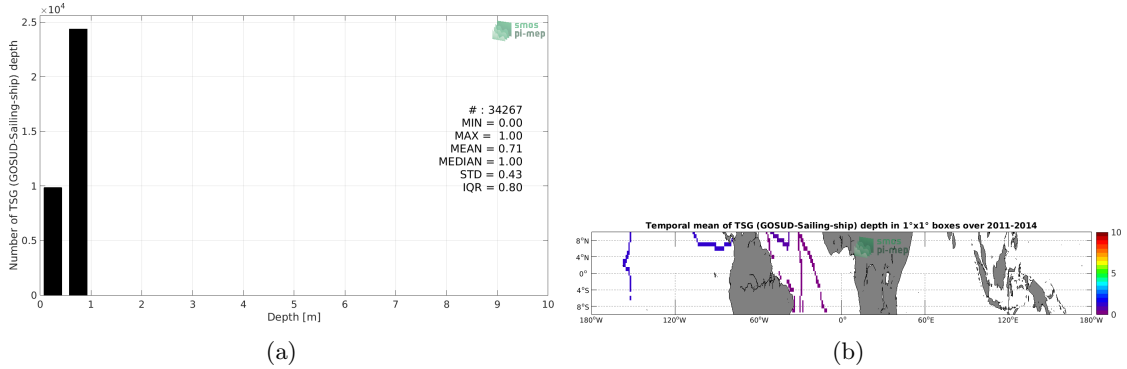 ×10⁴
2.5
2
1.5
1
0.5
0
0 1 2 3 4 5 6 7 8 9 10
Number of TSG (GOSUD-Sailing-ship) depth
Depth [m]
smos
pi-mep
# : 34267
MIN = 0.00
MAX = 1.00
MEAN = 0.71
MEDIAN = 1.00
STD = 0.43
IQR = 0.80
(a)
Temporal mean of TSG (GOSUD-Sailing-ship) depth in 1°x1° boxes over 2011-2014
smos
pi-mep
8°N
4°N
0°
4°S
8°S
180°W 120°W 60°W 0° 60°E 120°E 180°W
10
5
0
(b)